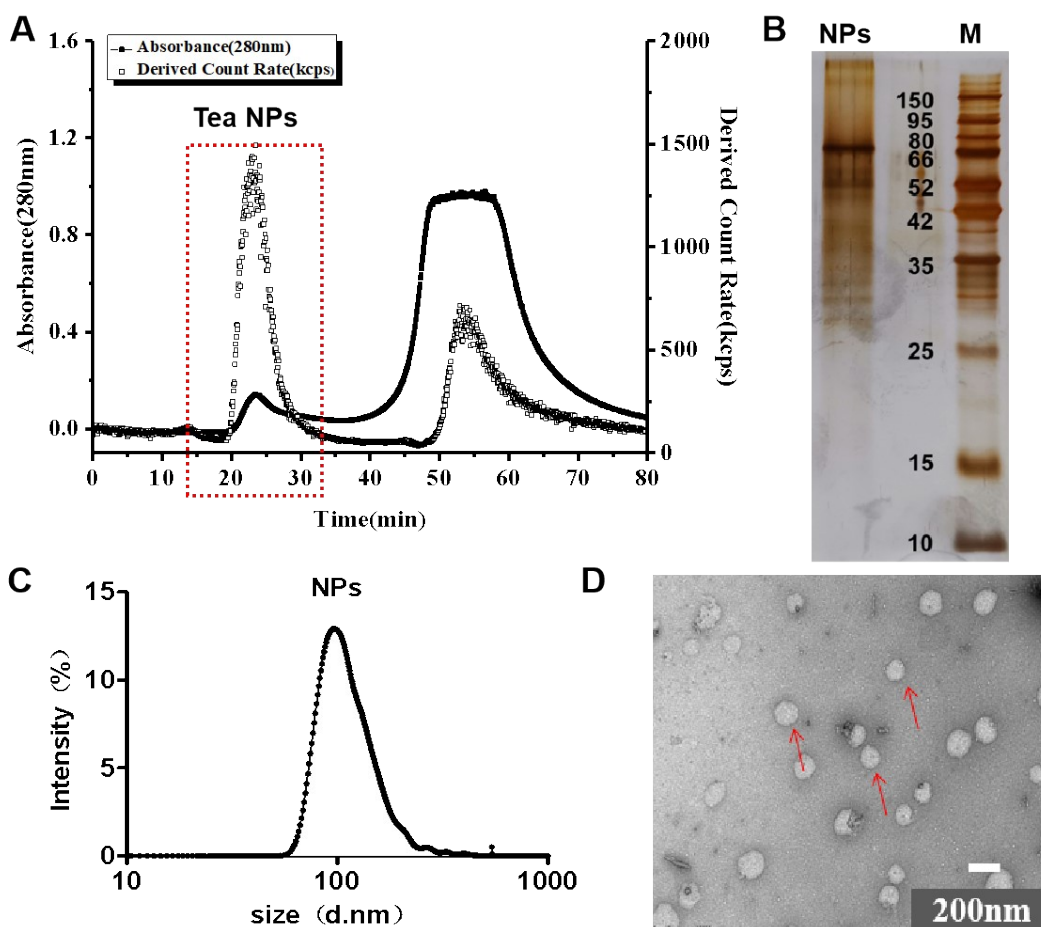 A
Absorbance(280nm)
Derived Count Rate(kcps)
Tea NPs
1.6
1.2
0.8
0.4
0.0
Absorbance(280nm)
2000
1500
1000
500
0
Derived Count Rate(kcps)
0 10 20 30 40 50 60 70 80
Time(min)
B
NPs M
150
95
80
66
52
42
35
25
15
10
C
NPs
15
10
5
0
Intensity (%)
10 100 1000
size (d.nm)
D
200nm